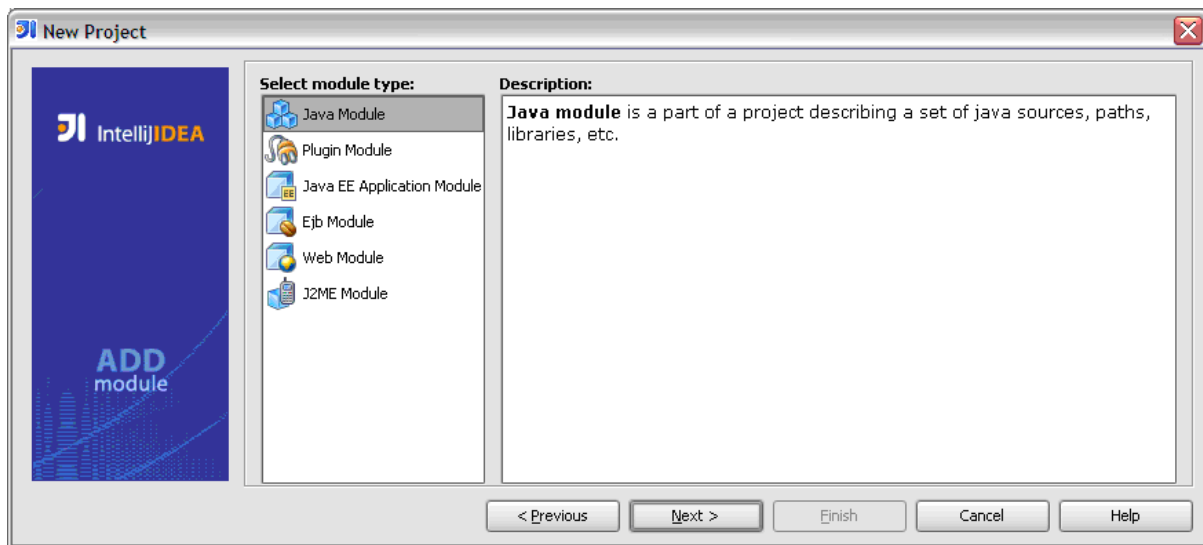 New Project
IntelliJIDEA
ADD
module
Select module type:
Java Module
Plugin Module
Java EE Application Module
Ejb Module
Web Module
J2ME Module
Description:
Java module is a part of a project describing a set of java sources, paths,
libraries, etc.
< Previous
Next >
Finish
Cancel
Help